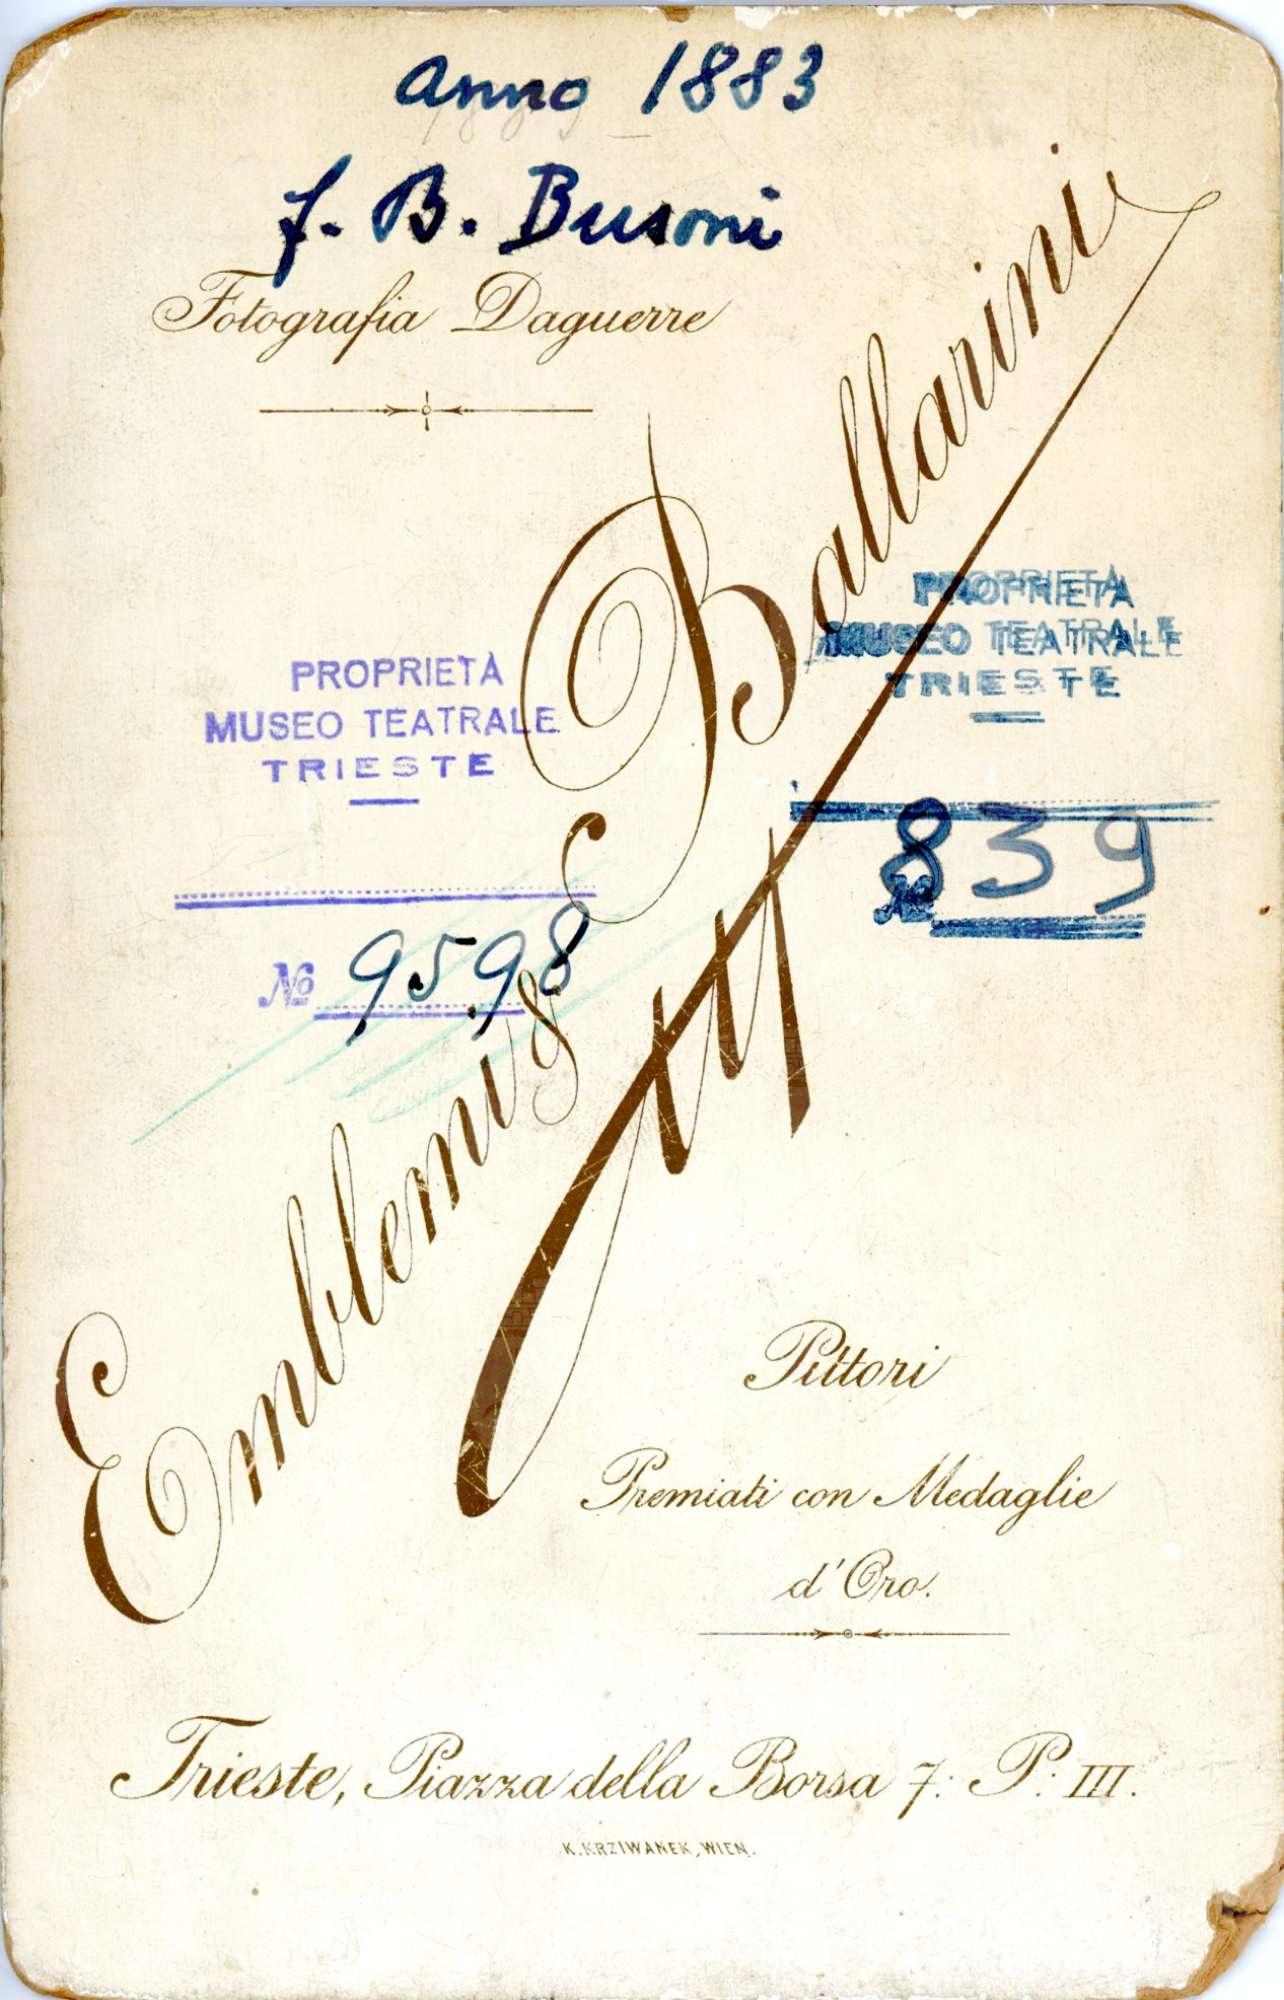 anno 1883
f. B. Busoni
Fotografia Daguerre
Emblemi & Ballarini
PROPRIETÀ
MUSEO TEATRALE
TRIESTE
№ 9598
PROPRIETÀ
MUSEO TEATRALE
TRIESTE
№ 839
Pittori
Premiati con Medaglie
d'Oro.
Trieste, Piazza della Borsa 7: P: III.
K. KRZIWANEK, WIEN.